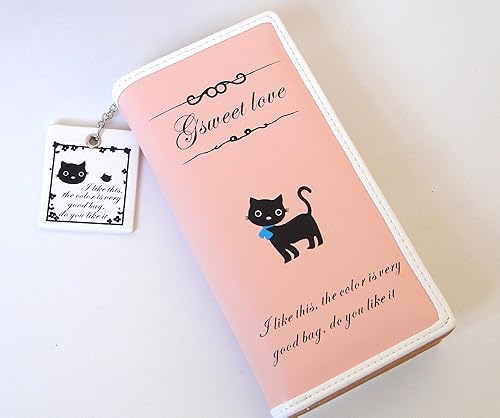 Gsweet love
I like this, the color is very
good bag, do you like it
I like this,
the color is very
good bag,
do you like it